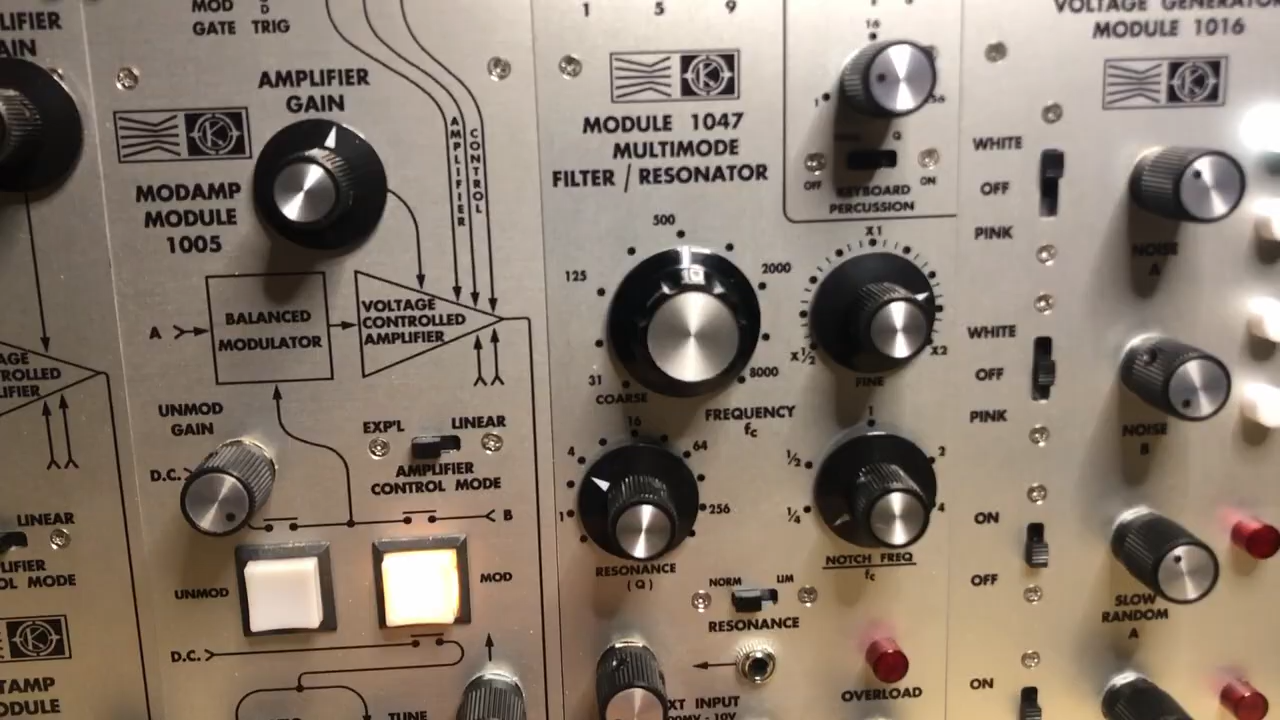 MOD
GATE TRIG
AMPLIFIER
GAIN
K
MODAMP
MODULE
1005
AMPLIFIER
CONTROL
A
BALANCED
MODULATOR
VOLTAGE
CONTROLLED
AMPLIFIER
UNMOD
GAIN
D.C.
EXP'L
LINEAR
AMPLIFIER
CONTROL MODE
B
UNMOD
MOD
D.C.
TUNE
LINEAR
K
1 5 9
K
MODULE 1047
MULTIMODE
FILTER / RESONATOR
16
1
Q
OFF
ON
KEYBOARD
PERCUSSION
31
125
500
2000
8000
COARSE
X1/2
X1
X2
FINE
FREQUENCY
fc
1
4
16
64
256
RESONANCE
(Q)
1/4
1/2
1
2
4
NOTCH FREQ
fc
NORM
LIM
RESONANCE
OVERLOAD
VOLTAGE GENERATOR
MODULE 1016
K
WHITE
OFF
PINK
NOISE
A
WHITE
OFF
PINK
NOISE
B
ON
OFF
SLOW
RANDOM
A
ON